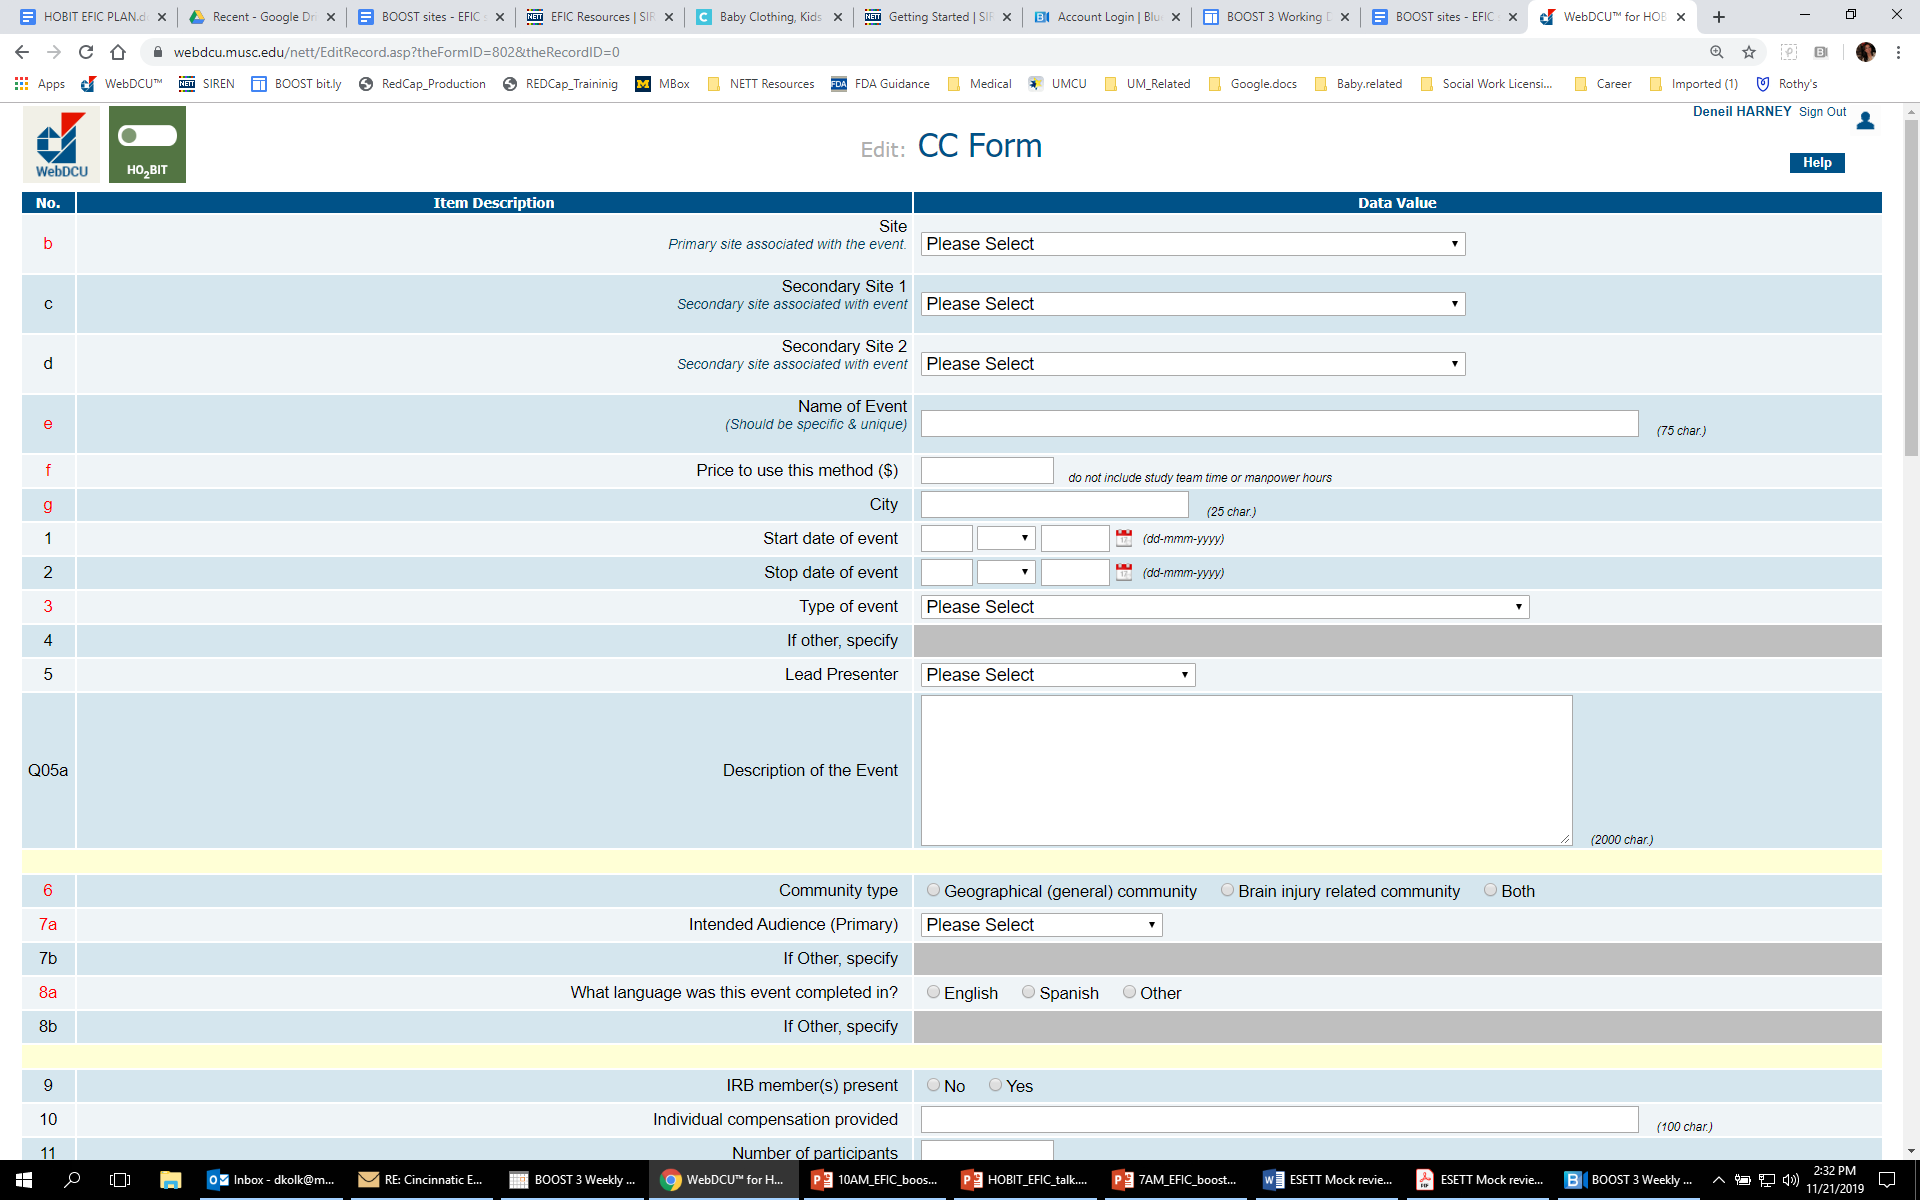 HOBIT EFIC PLAN.d
Recent - Google Dri
BOOST sites - EFIC s
EFIC Resources | SIR
Baby Clothing, Kids
Getting Started | SIR
Account Login | Blu
BOOST 3 Working D
BOOST sites - EFIC r
WebDCU™ for HOB
webdcu.musc.edu/nett/EditRecord.asp?theFormID=802&theRecordID=0
Apps
WebDCU™
SIREN
BOOST bit.ly
RedCap_Production
REDCap_Traininig
MBox
NETT Resources
FDA Guidance
Medical
UMCU
UM_Related
Google.docs
Baby.related
Social Work Licensi...
Career
Imported (1)
Rothy's
WebDCU
HO2BIT
Edit: CC Form
Deneil HARNEY Sign Out
Help
No. Item Description Data Value
b Site Please Select
Primary site associated with the event.
c Secondary Site 1 Please Select
Secondary site associated with event
d Secondary Site 2 Please Select
Secondary site associated with event
e Name of Event (75 char.)
(Should be specific & unique)
f Price to use this method ($) do not include study team time or manpower hours
g City (25 char.)
1 Start date of event (dd-mmm-yyyy)
2 Stop date of event (dd-mmm-yyyy)
3 Type of event Please Select
4 If other, specify
5 Lead Presenter Please Select
Q05a Description of the Event (2000 char.)
6 Community type Geographical (general) community Brain injury related community Both
7a Intended Audience (Primary) Please Select
7b If Other, specify
8a What language was this event completed in? English Spanish Other
8b If Other, specify
9 IRB member(s) present No Yes
10 Individual compensation provided (100 char.)
11 Number of participants
Inbox - dkolk@m...
RE: Cincinnatic E...
BOOST 3 Weekly ...
WebDCU™ for H...
10AM_EFIC_boos...
HOBIT_EFIC_talk....
7AM_EFIC_boost...
ESETT Mock revie...
ESETT Mock revie...
BOOST 3 Weekly ...
2:32 PM
11/21/2019